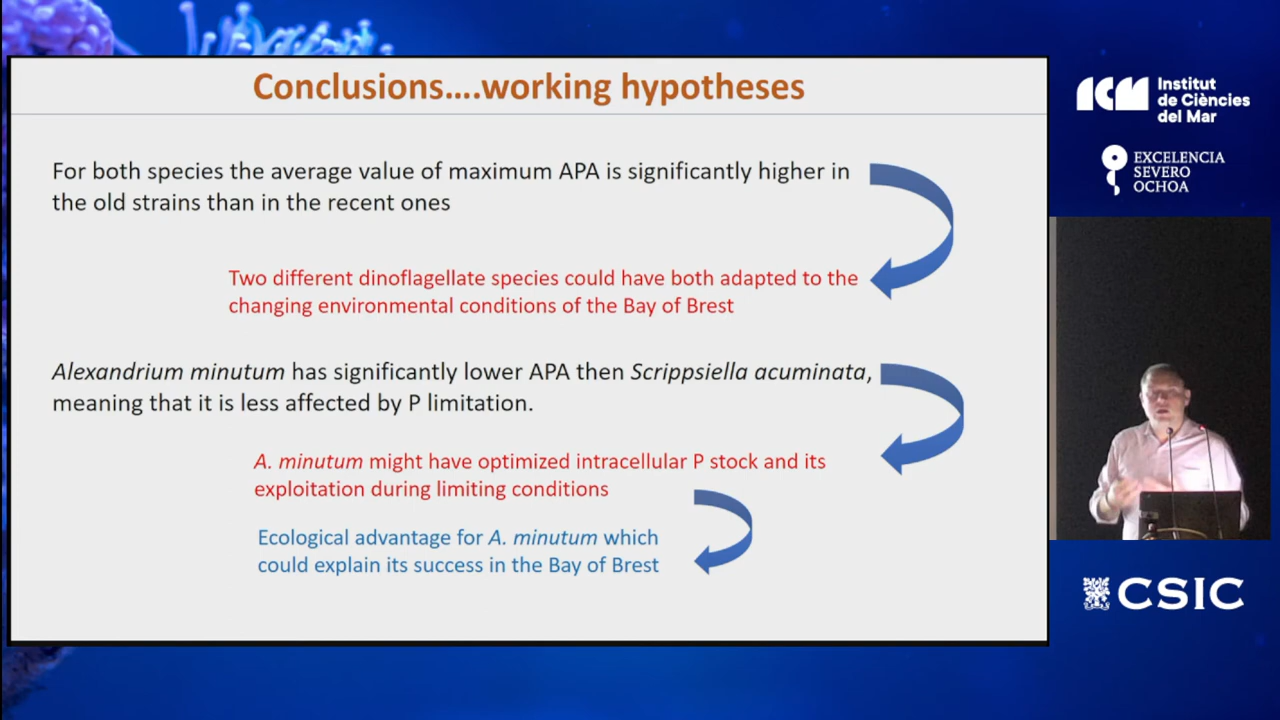 Conclusions....working hypotheses
For both species the average value of maximum APA is significantly higher in
the old strains than in the recent ones
Two different dinoflagellate species could have both adapted to the
changing environmental conditions of the Bay of Brest
Alexandrium minutum has significantly lower APA then Scrippsiella acuminata,
meaning that it is less affected by P limitation.
A. minutum might have optimized intracellular P stock and its
exploitation during limiting conditions
Ecological advantage for A. minutum which
could explain its success in the Bay of Brest
ICM Institut
de Ciències
del Mar
EXCELENCIA
SEVERO
OCHOA
CSIC